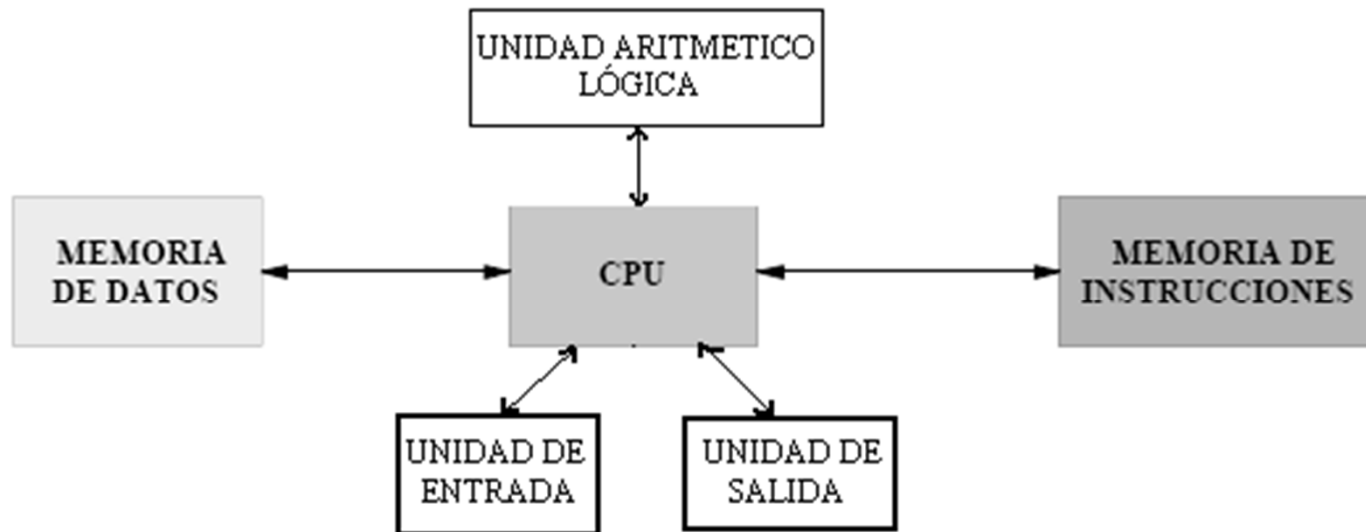 UNIDAD ARITMETICO
LÓGICA
MEMORIA
DE DATOS
CPU
MEMORIA DE
INSTRUCCIONES
UNIDAD DE
ENTRADA
UNIDAD DE
SALIDA